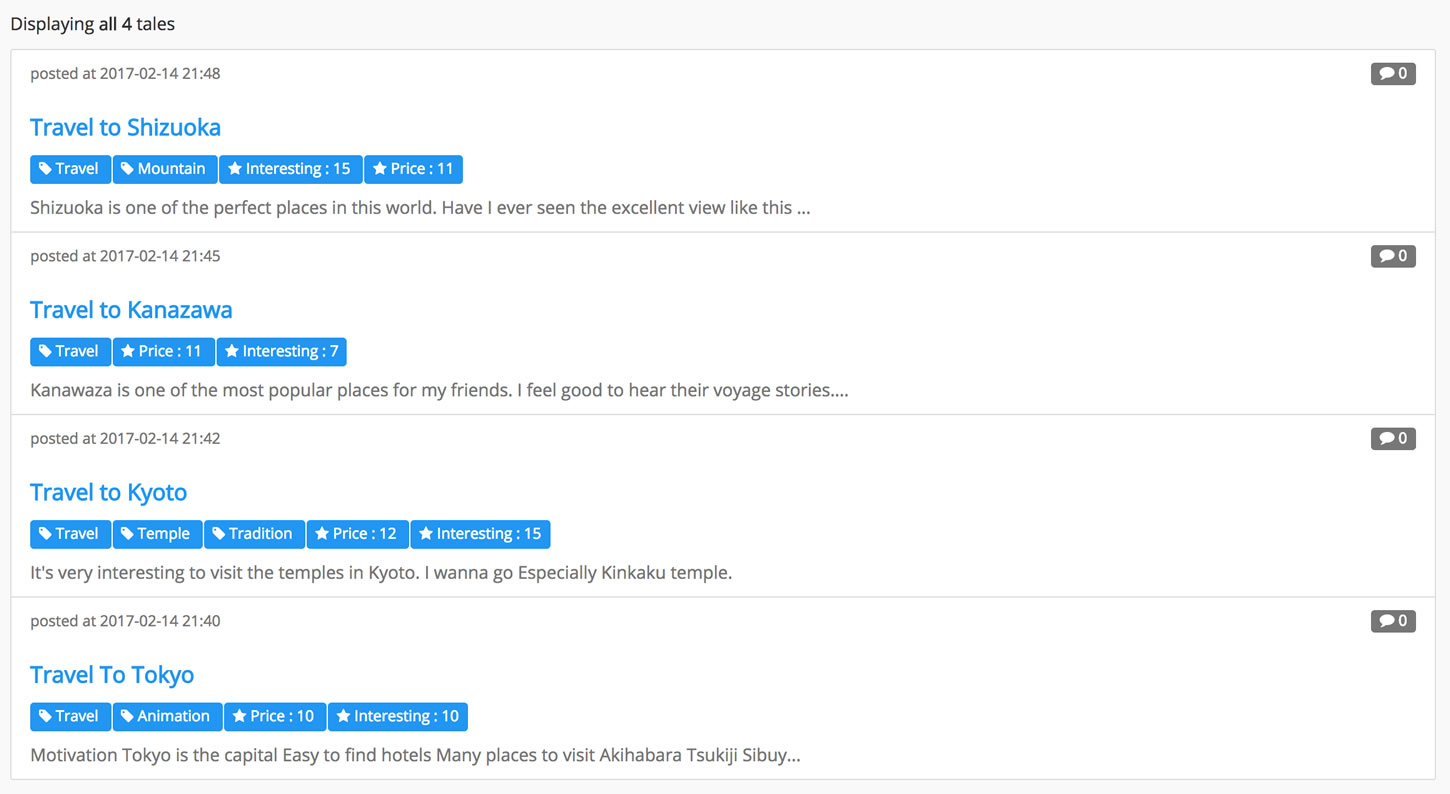 Displaying all 4 tales
posted at 2017-02-14 21:48 0
Travel to Shizuoka
Travel Mountain Interesting : 15 Price : 11
Shizuoka is one of the perfect places in this world. Have I ever seen the excellent view like this ...
posted at 2017-02-14 21:45 0
Travel to Kanazawa
Travel Price : 11 Interesting : 7
Kanawaza is one of the most popular places for my friends. I feel good to hear their voyage stories....
posted at 2017-02-14 21:42 0
Travel to Kyoto
Travel Temple Tradition Price : 12 Interesting : 15
It's very interesting to visit the temples in Kyoto. I wanna go Especially Kinkaku temple.
posted at 2017-02-14 21:40 0
Travel To Tokyo
Travel Animation Price : 10 Interesting : 10
Motivation Tokyo is the capital Easy to find hotels Many places to visit Akihabara Tsukiji Sibuy...